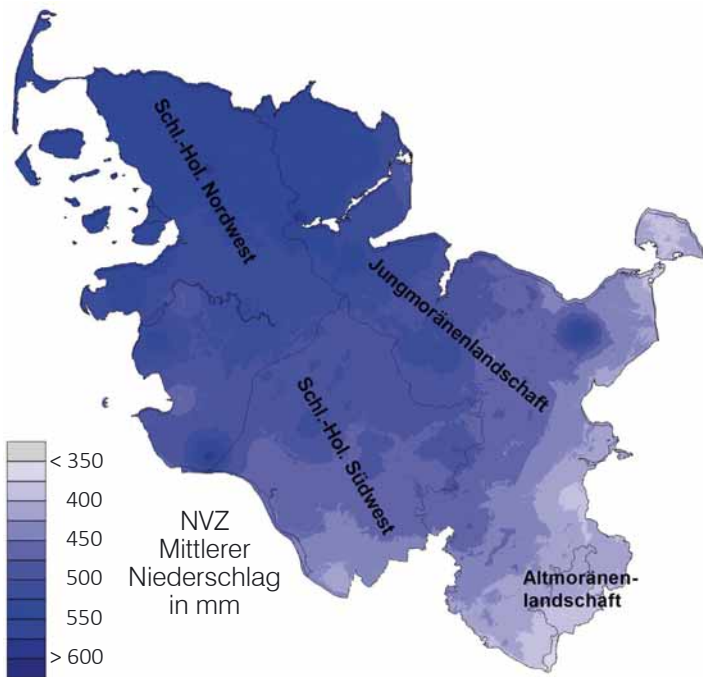 Schl.-Hol. Nordwest
Jungmoränenlandschaft
Schl.-Hol. Südwest
Altmoränen-
landschaft
NVZ
Mittlerer
Niederschlag
in mm
< 350
400
450
500
550
> 600